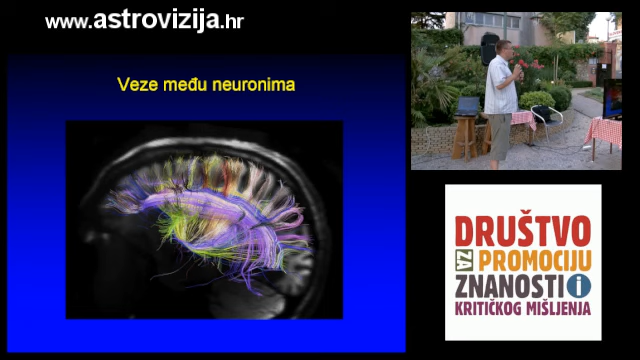 www.astrovizija.hr
Veze među neuronima
DRUŠTVO
ZA PROMOCIJU
ZNANOSTI i
KRITIČKOG MIŠLJENJA